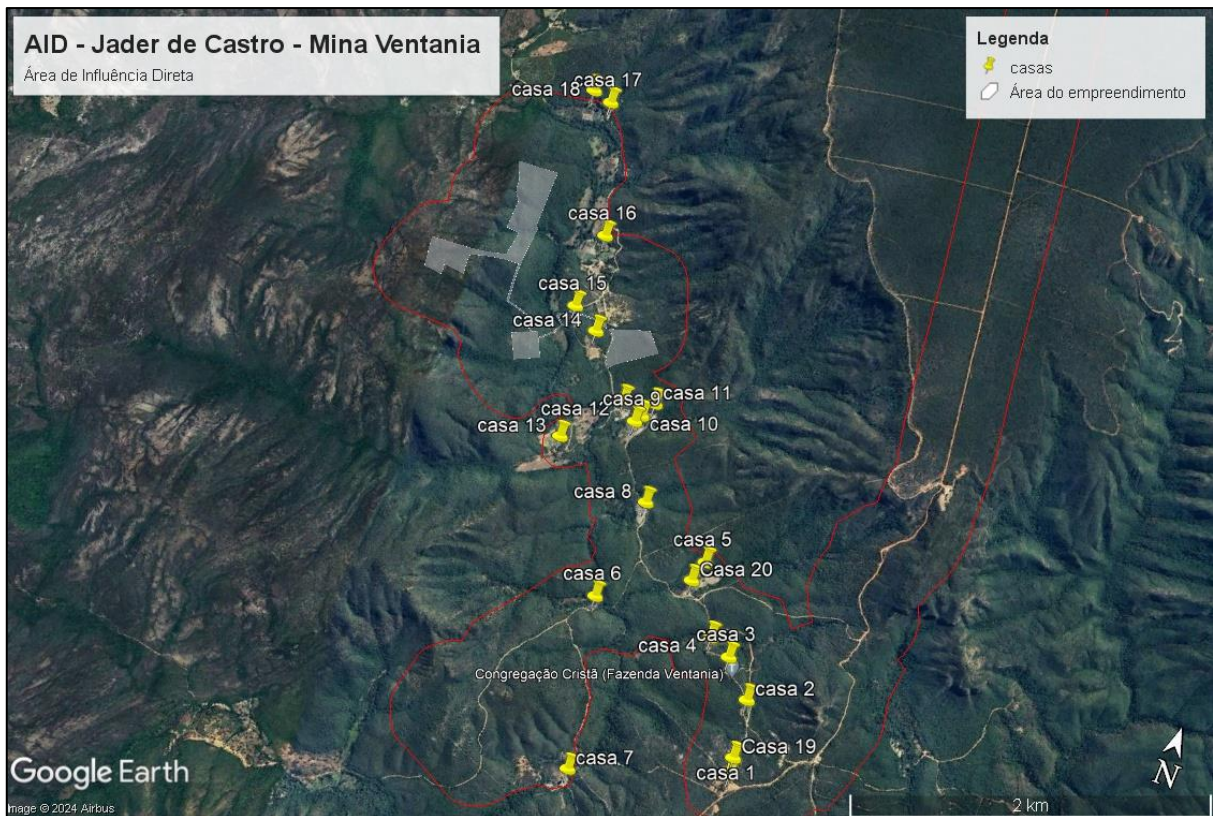 AID - Jader de Castro - Mina Ventania
Área de Influência Direta
Legenda
casas
Área do empreendimento
casa 18
casa 17
casa 16
casa 15
casa 14
casa 11
casa 9
casa 12
casa 10
casa 13
casa 8
casa 5
Casa 20
casa 6
casa 3
casa 4
Congregação Cristã (Fazenda Ventania)
casa 2
Casa 19
casa 7
casa 1
Google Earth
N
Image © 2024 Airbus
2 km